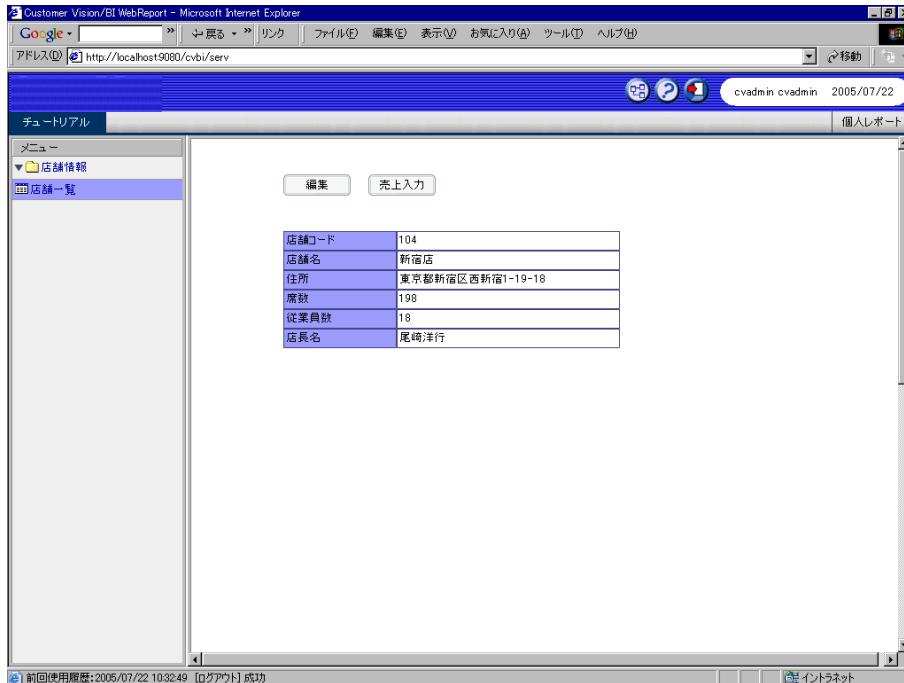 Customer Vision/BI WebReport - Microsoft Internet Explorer
Google » 戻る » リンク ファイル(F) 編集(E) 表示(V) お気に入り(A) ツール(T) ヘルプ(H)
アドレス(D) http://localhost:9080/cvbi/serv 移動
cvadmin cvadmin 2005/07/22
チュートリアル 個人レポート
メニュー
店舗情報
店舗一覧
編集 売上入力
店舗コード 104
店舗名 新宿店
住所 東京都新宿区西新宿1-19-18
席数 198
従業員数 18
店長名 尾崎洋行
前回使用履歴:2005/07/22 10:32:49 [ログアウト] 成功 イントラネット